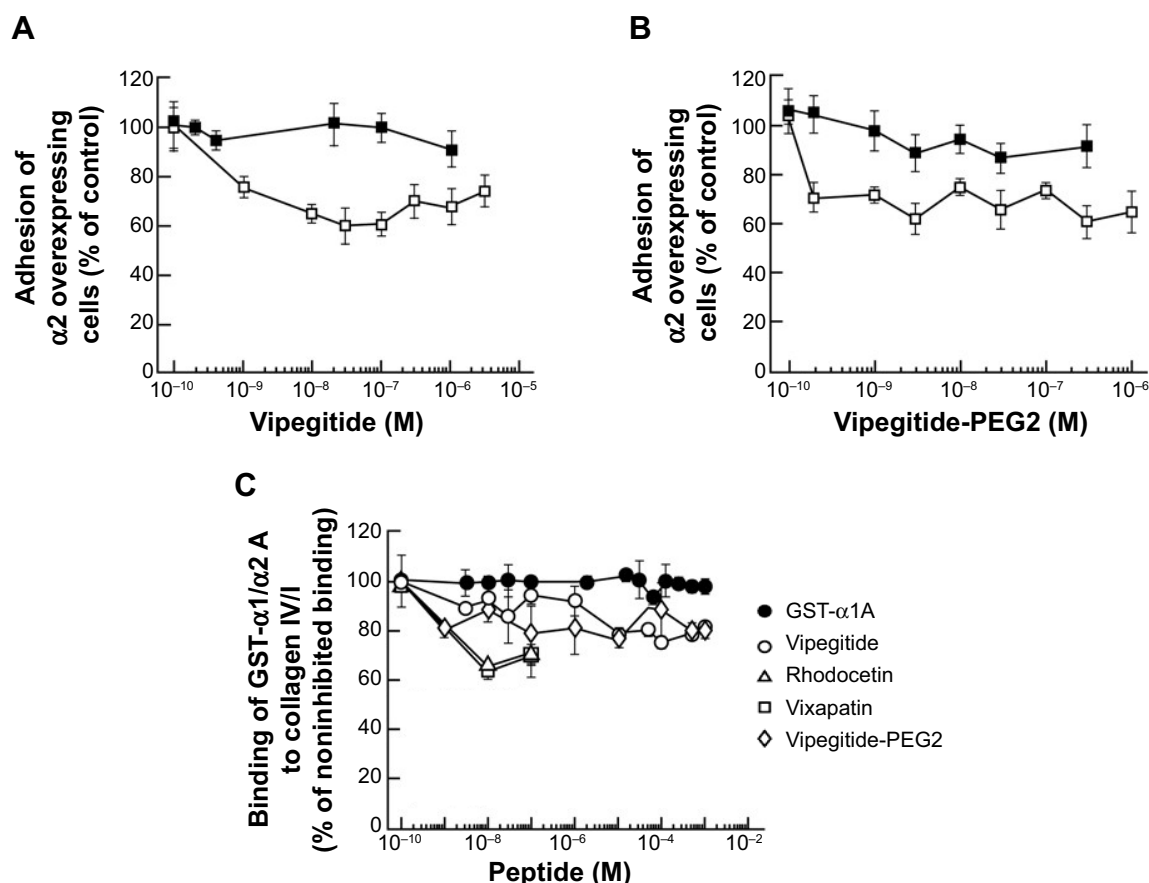 A
Adhesion of
α2 overexpressing
cells (% of control)
120
100
80
60
40
20
0
10⁻¹⁰
10⁻⁹
10⁻⁸
10⁻⁷
10⁻⁶
10⁻⁵
Vipegitide (M)
B
Adhesion of
α2 overexpressing
cells (% of control)
120
100
80
60
40
20
0
10⁻¹⁰
10⁻⁹
10⁻⁸
10⁻⁷
10⁻⁶
Vipegitide-PEG2 (M)
C
Binding of GST-α1/α2 A
to collagen IV/I
(% of noninhibited binding)
120
100
80
60
40
20
0
10⁻¹⁰
10⁻⁸
10⁻⁶
10⁻⁴
10⁻²
Peptide (M)
GST-α1A
Vipegitide
Rhodocetin
Vixapatin
Vipegitide-PEG2